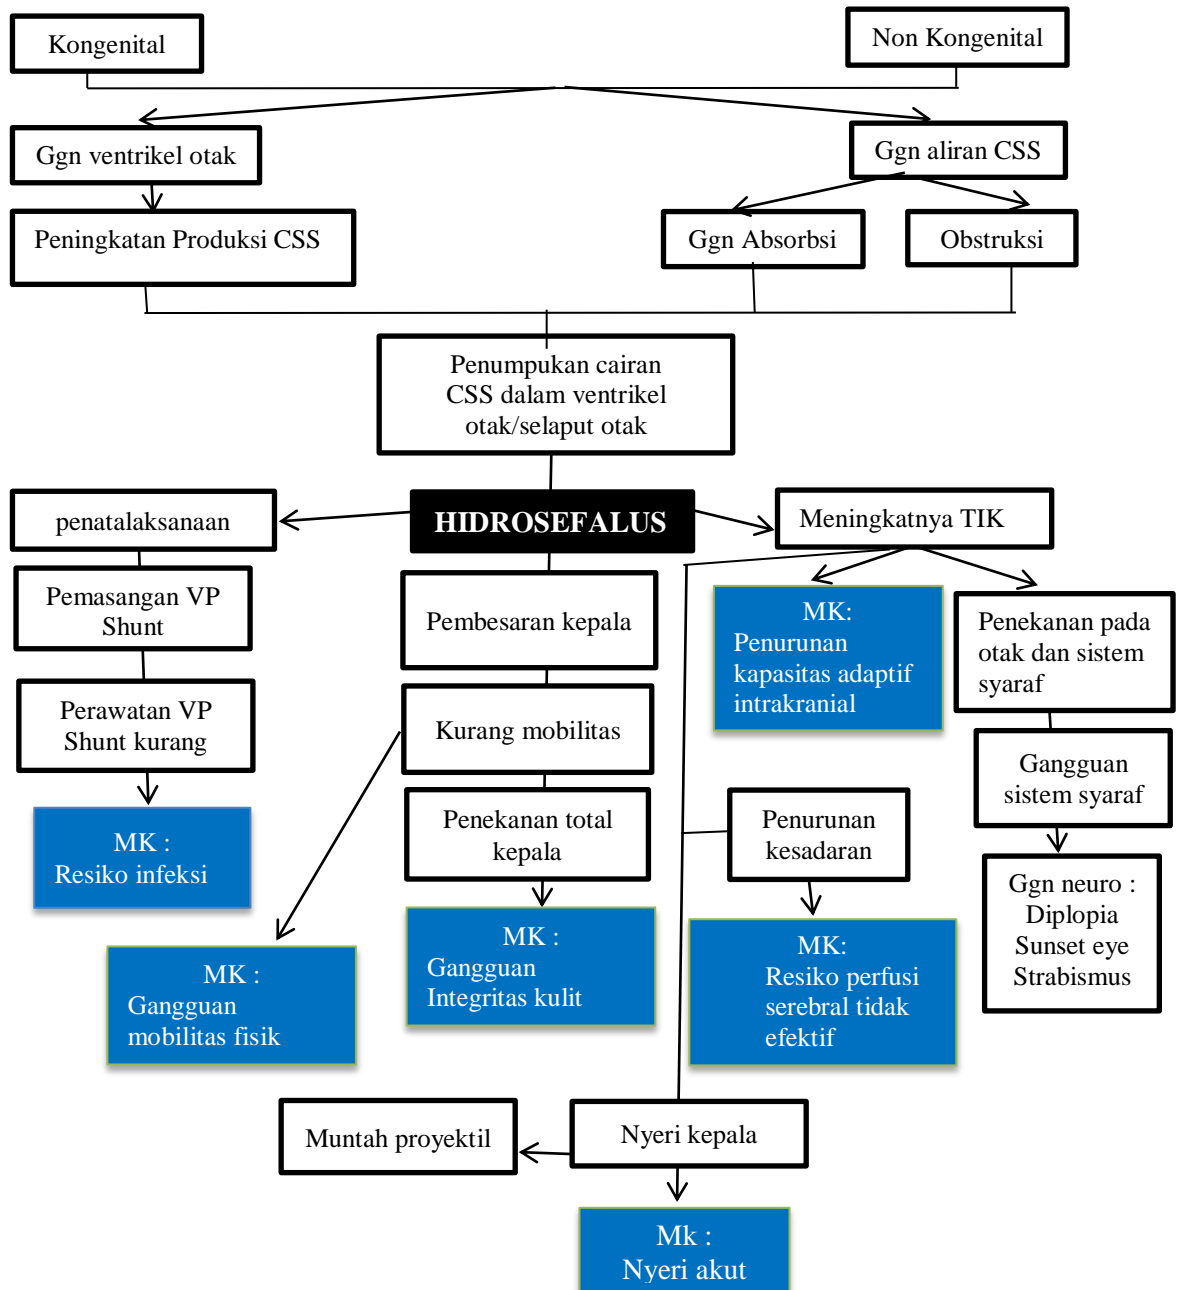 Kongenital
Non Kongenital
Ggn ventrikel otak
Ggn aliran CSS
Peningkatan Produksi CSS
Ggn Absorbsi
Obstruksi
Penumpukan cairan
CSS dalam ventrikel
otak/selaput otak
penatalaksanaan
HIDROSEFALUS
Meningkatnya TIK
Pemasangan VP
Shunt
Pembesaran kepala
MK:
Penurunan
kapasitas adaptif
intrakranial
Penekanan pada
otak dan sistem
syaraf
Perawatan VP
Shunt kurang
Kurang mobilitas
Gangguan
sistem syaraf
MK :
Resiko infeksi
Penekanan total
kepala
Penurunan
kesadaran
Ggn neuro :
Diplopia
Sunset eye
Strabismus
MK :
Gangguan
mobilitas fisik
MK :
Gangguan
Integritas kulit
MK:
Resiko perfusi
serebral tidak
efektif
Muntah proyektil
Nyeri kepala
Mk :
Nyeri akut